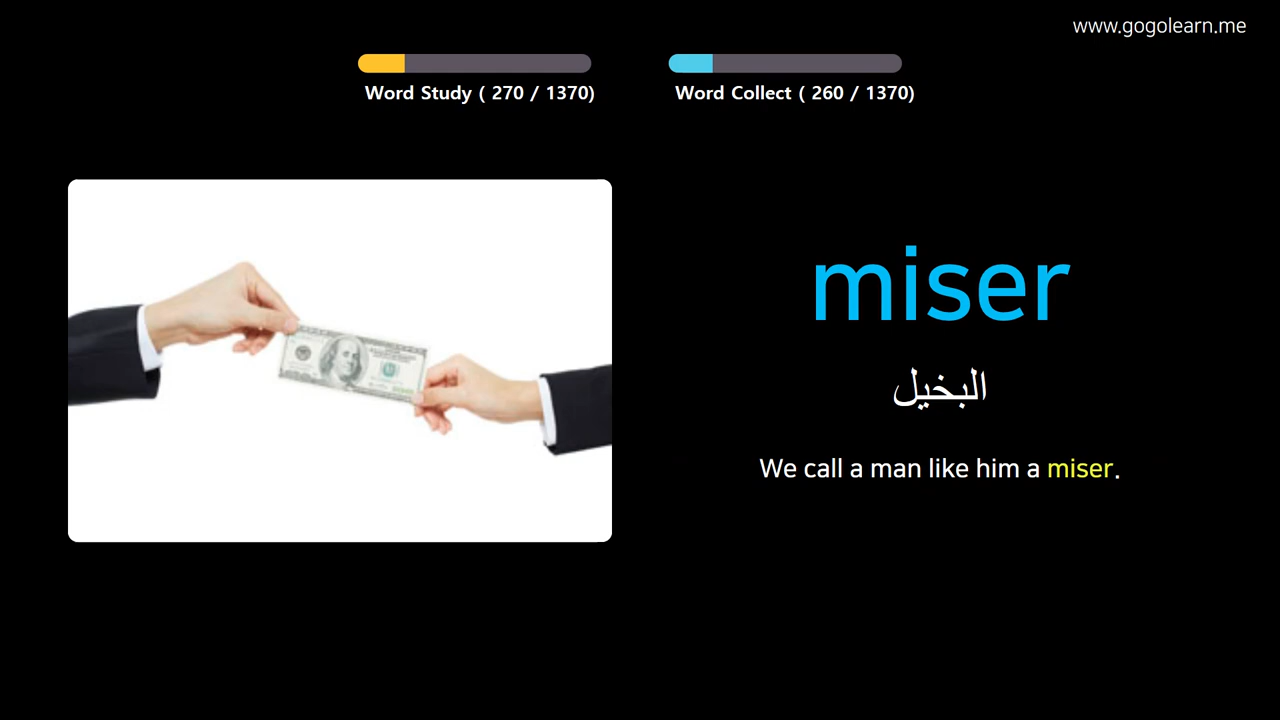 www.gogolearn.me
Word Study ( 270 / 1370)
Word Collect ( 260 / 1370)
miser
البخيل
We call a man like him a miser.